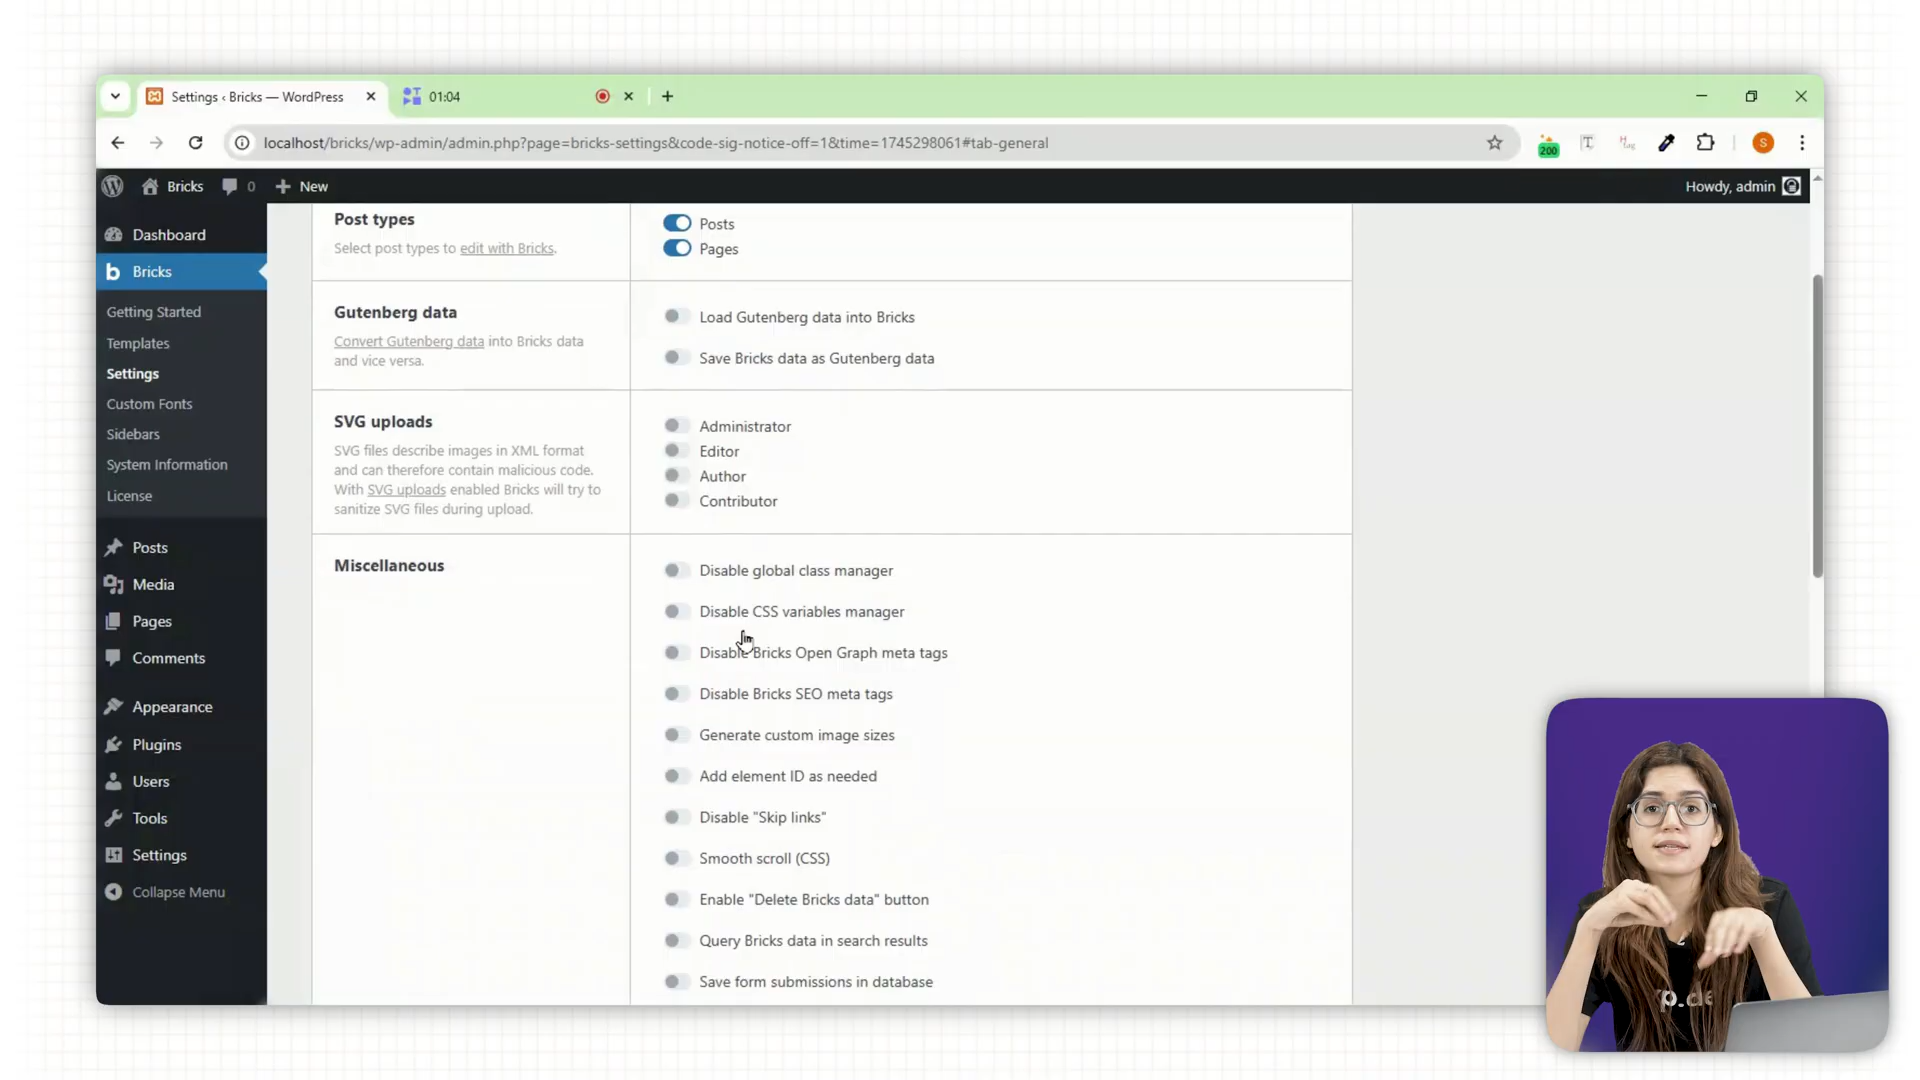 Settings ‹ Bricks — WordPress
01:04
localhost/bricks/wp-admin/admin.php?page=bricks-settings&code-sig-notice-off=1&time=1745298061#tab-general
200
S
Bricks
0
New
Howdy, admin
Dashboard
Bricks
Getting Started
Templates
Settings
Custom Fonts
Sidebars
System Information
License
Posts
Media
Pages
Comments
Appearance
Plugins
Users
Tools
Settings
Collapse Menu
Post types
Select post types to edit with Bricks.
Posts
Pages
Gutenberg data
Convert Gutenberg data into Bricks data
and vice versa.
Load Gutenberg data into Bricks
Save Bricks data as Gutenberg data
SVG uploads
SVG files describe images in XML format
and can therefore contain malicious code.
With SVG uploads enabled Bricks will try to
sanitize SVG files during upload.
Administrator
Editor
Author
Contributor
Miscellaneous
Disable global class manager
Disable CSS variables manager
Disable Bricks Open Graph meta tags
Disable Bricks SEO meta tags
Generate custom image sizes
Add element ID as needed
Disable "Skip links"
Smooth scroll (CSS)
Enable "Delete Bricks data" button
Query Bricks data in search results
Save form submissions in database